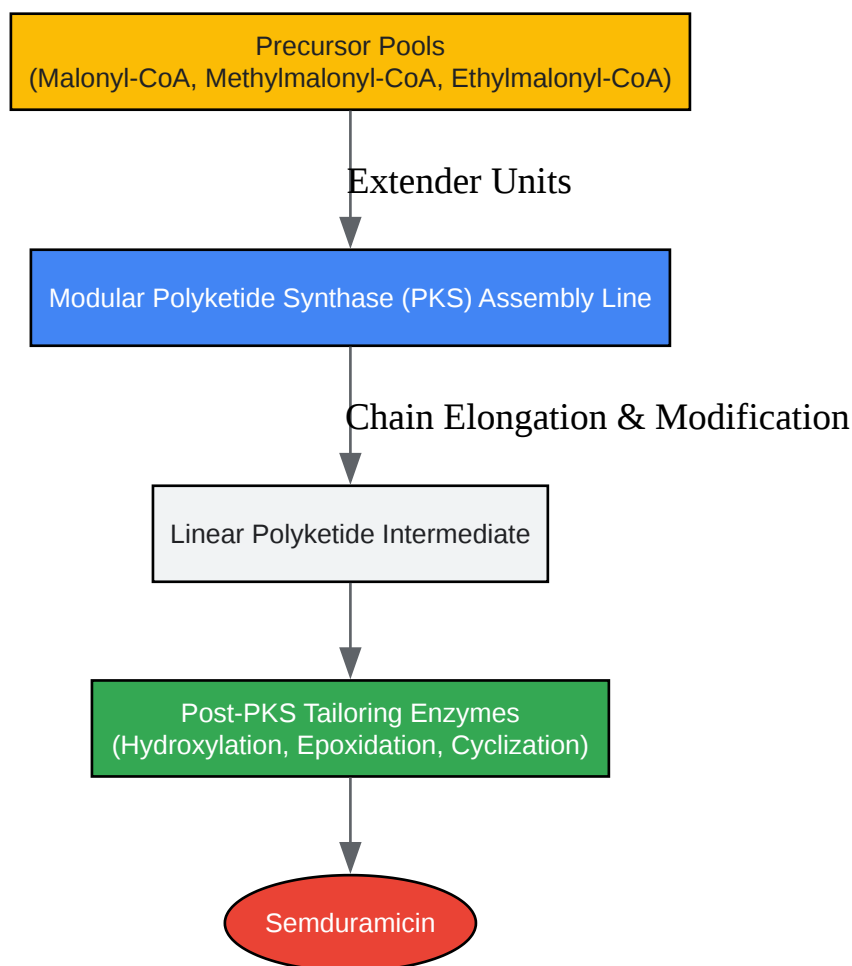 Precursor Pools
(Malonyl-CoA, Methylmalonyl-CoA, Ethylmalonyl-CoA)
Extender Units
Modular Polyketide Synthase (PKS) Assembly Line
Chain Elongation & Modification
Linear Polyketide Intermediate
Post-PKS Tailoring Enzymes
(Hydroxylation, Epoxidation, Cyclization)
Semduramicin